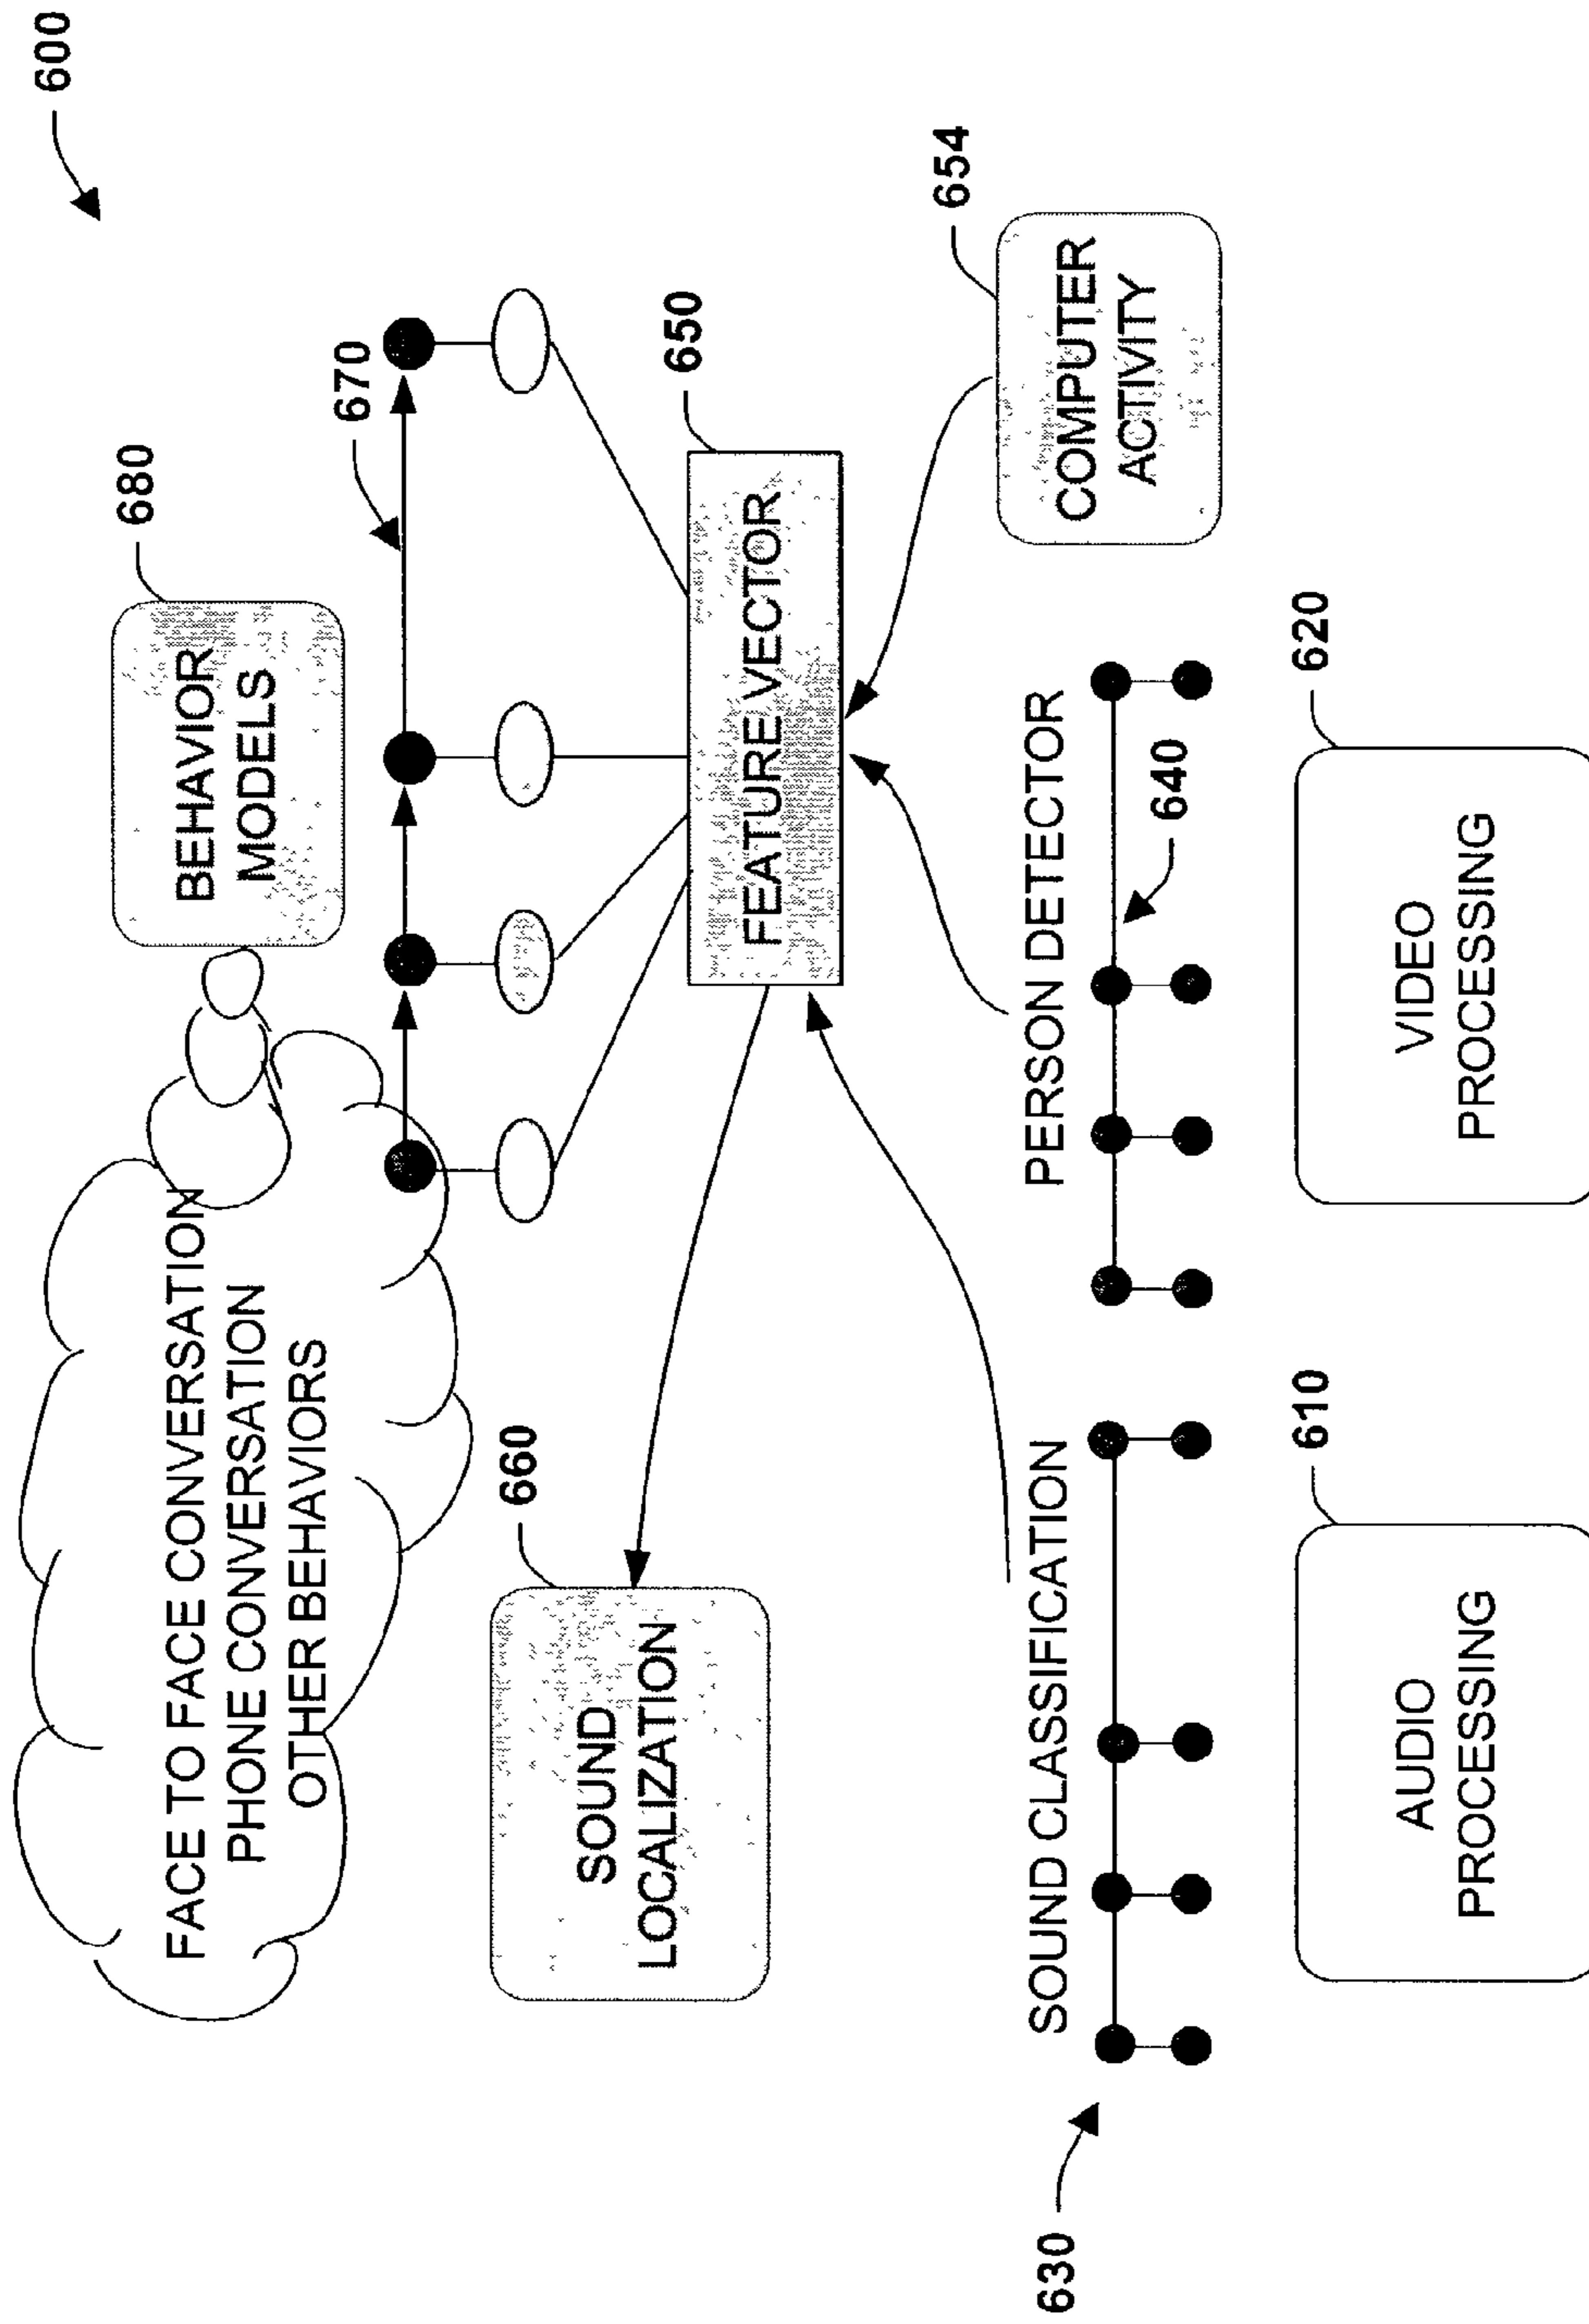 600
FACE TO FACE CONVERSATION
PHONE CONVERSATION
OTHER BEHAVIORS
BEHAVIOR
MODELS
680
670
660
SOUND
LOCALIZATION
FEATURE VECTOR
650
654
COMPUTER
ACTIVITY
630
SOUND CLASSIFICATION
PERSON DETECTOR
640
610
AUDIO
PROCESSING
620
VIDEO
PROCESSING